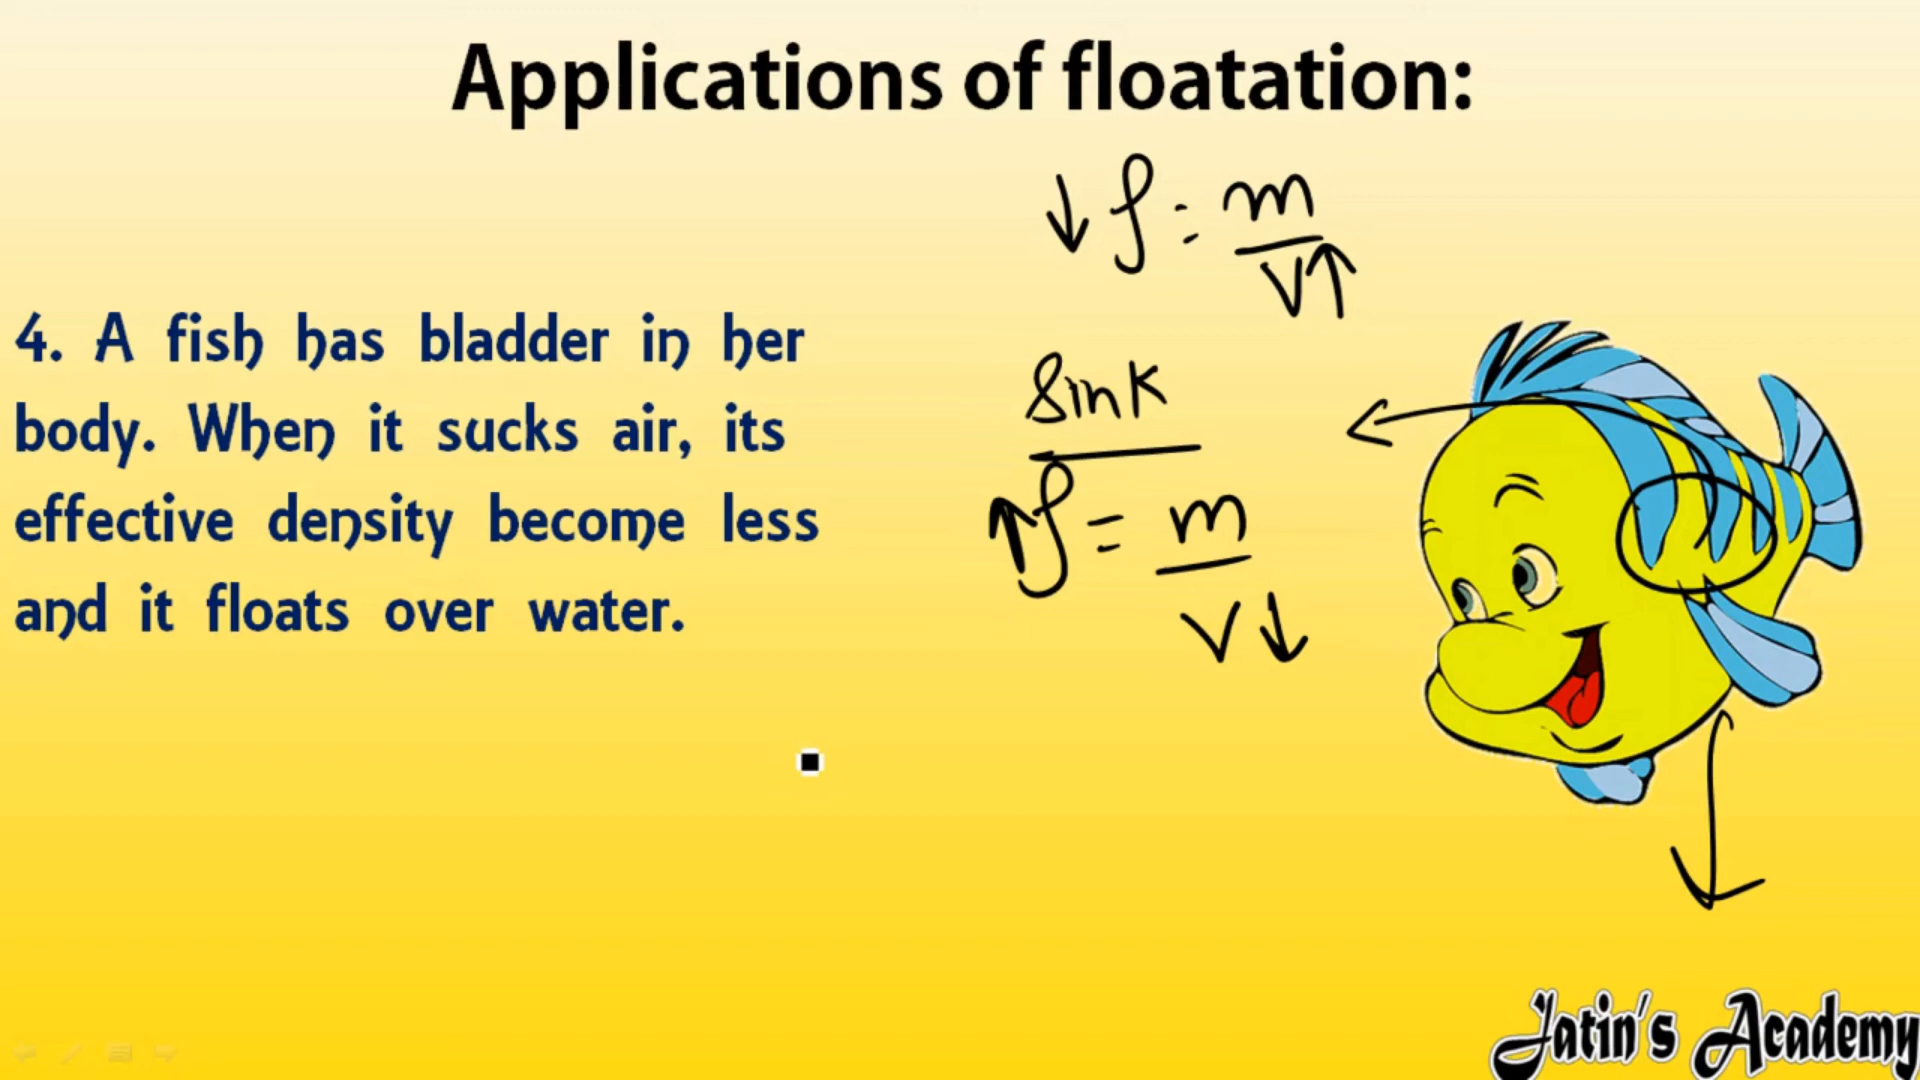 Applications of floatation:
↓ρ = m
V↑
4. A fish has bladder in her
body. When it sucks air, its
effective density become less
and it floats over water.
Sink
↑ρ = m
V↓
Jatin's Academy